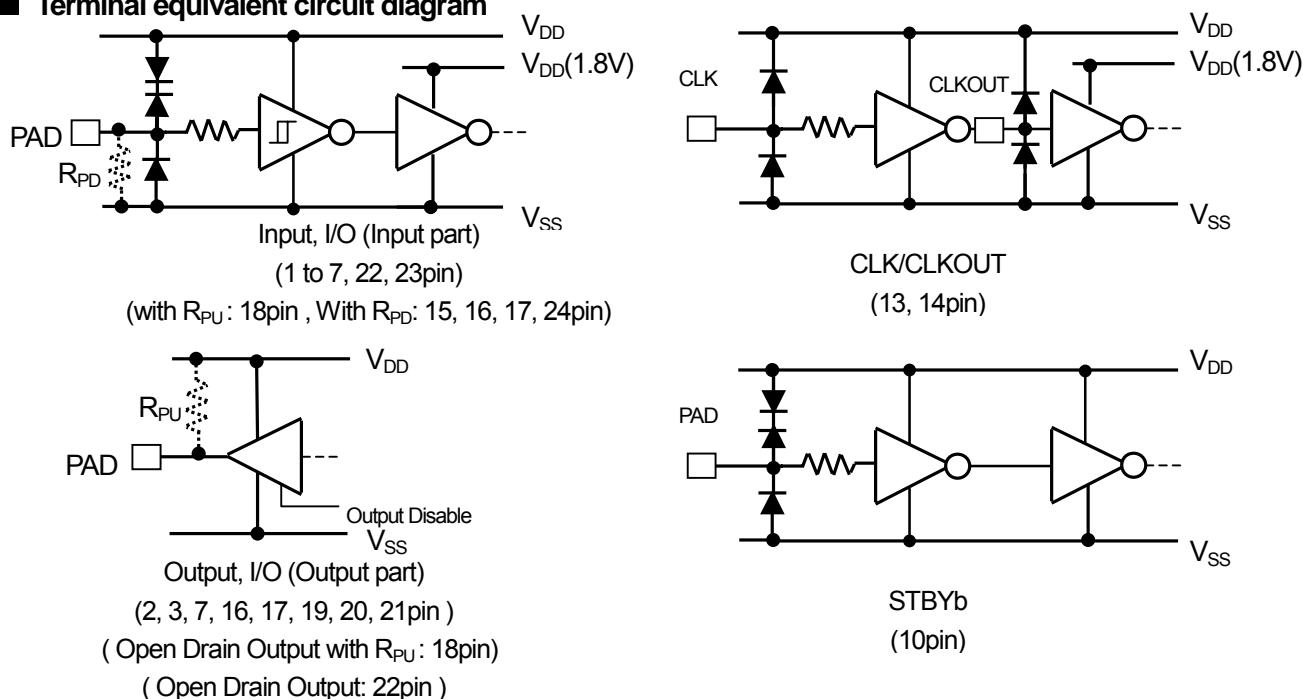 ■ Terminal equivalent circuit diagram
VDD
VDD(1.8V)
PAD
RPD
VSS
Input, I/O (Input part)
(1 to 7, 22, 23pin)
(with RPU: 18pin , With RPD: 15, 16, 17, 24pin)
VDD
VDD(1.8V)
CLK
CLKOUT
VSS
CLK/CLKOUT
(13, 14pin)
VDD
RPU
PAD
Output Disable
VSS
Output, I/O (Output part)
(2, 3, 7, 16, 17, 19, 20, 21pin )
( Open Drain Output with RPU: 18pin)
( Open Drain Output: 22pin )
VDD
PAD
VSS
STBYb
(10pin)